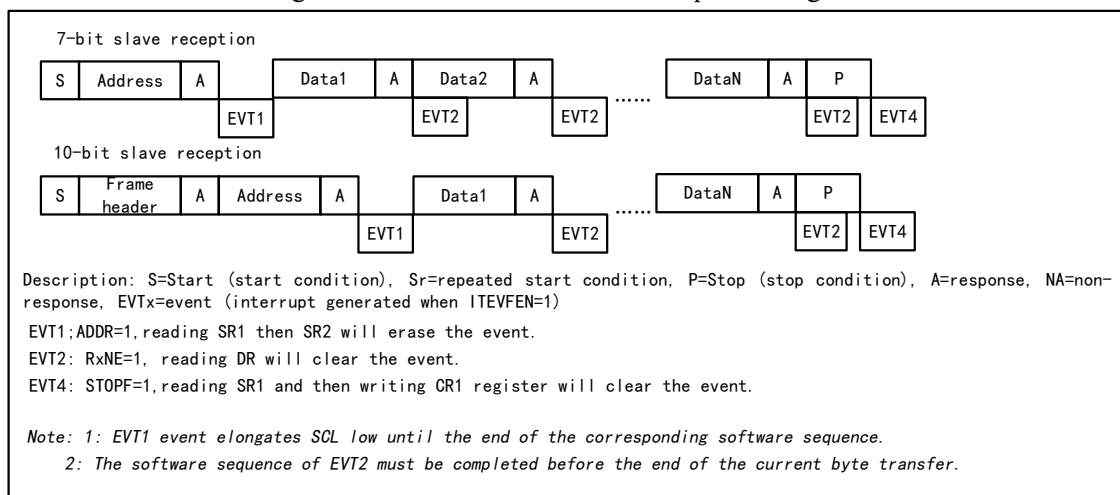 7-bit slave reception
S Address A Data1 A Data2 A …… DataN A P
EVT1 EVT2 EVT2 EVT2 EVT4
10-bit slave reception
S Frame header A Address A Data1 A …… DataN A P
EVT1 EVT2 EVT2 EVT4
Description: S=Start (start condition), Sr=repeated start condition, P=Stop (stop condition), A=response, NA=non-
response, EVTx=event (interrupt generated when ITEVFEN=1)
EVT1;ADDR=1,reading SR1 then SR2 will erase the event.
EVT2: RxNE=1, reading DR will clear the event.
EVT4: STOPF=1,reading SR1 and then writing CR1 register will clear the event.
Note: 1: EVT1 event elongates SCL low until the end of the corresponding software sequence.
2: The software sequence of EVT2 must be completed before the end of the current byte transfer.